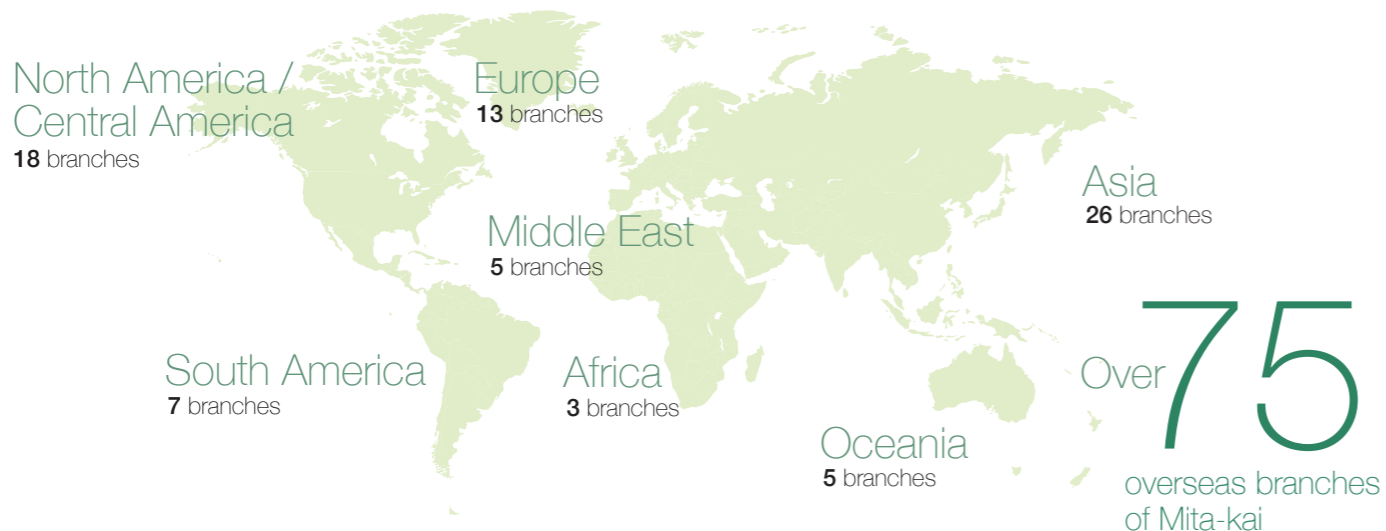 North America /
Central America
18 branches
Europe
13 branches
Asia
26 branches
Middle East
5 branches
South America
7 branches
Africa
3 branches
Oceania
5 branches
Over 75
overseas branches
of Mita-kai